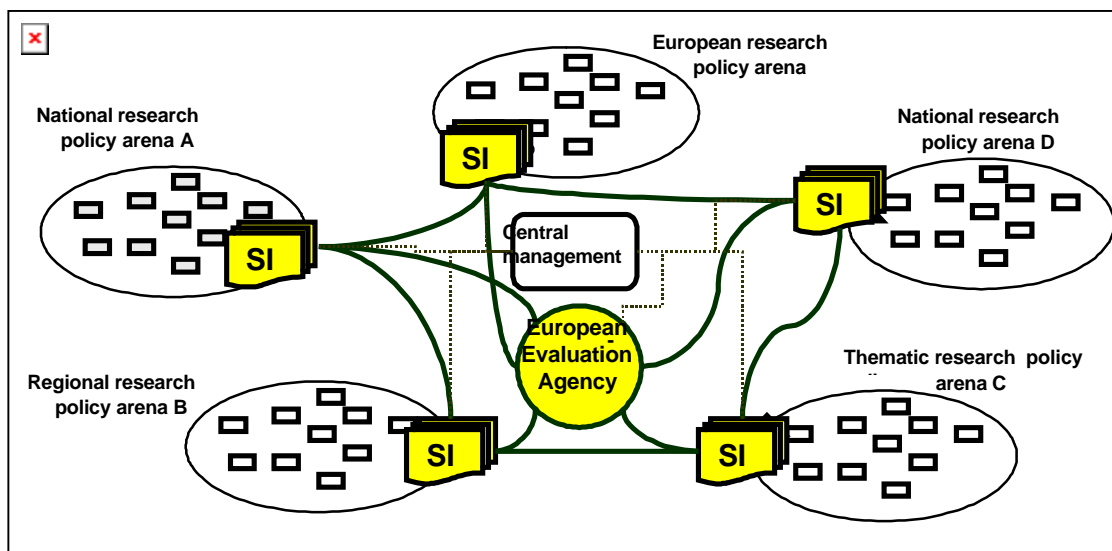 European research
policy arena
National research
policy arena A
National research
policy arena D
SI
SI
SI
Central
management
European
Evaluation
Agency
Thematic research policy
arena C
Regional research
policy arena B
SI
SI